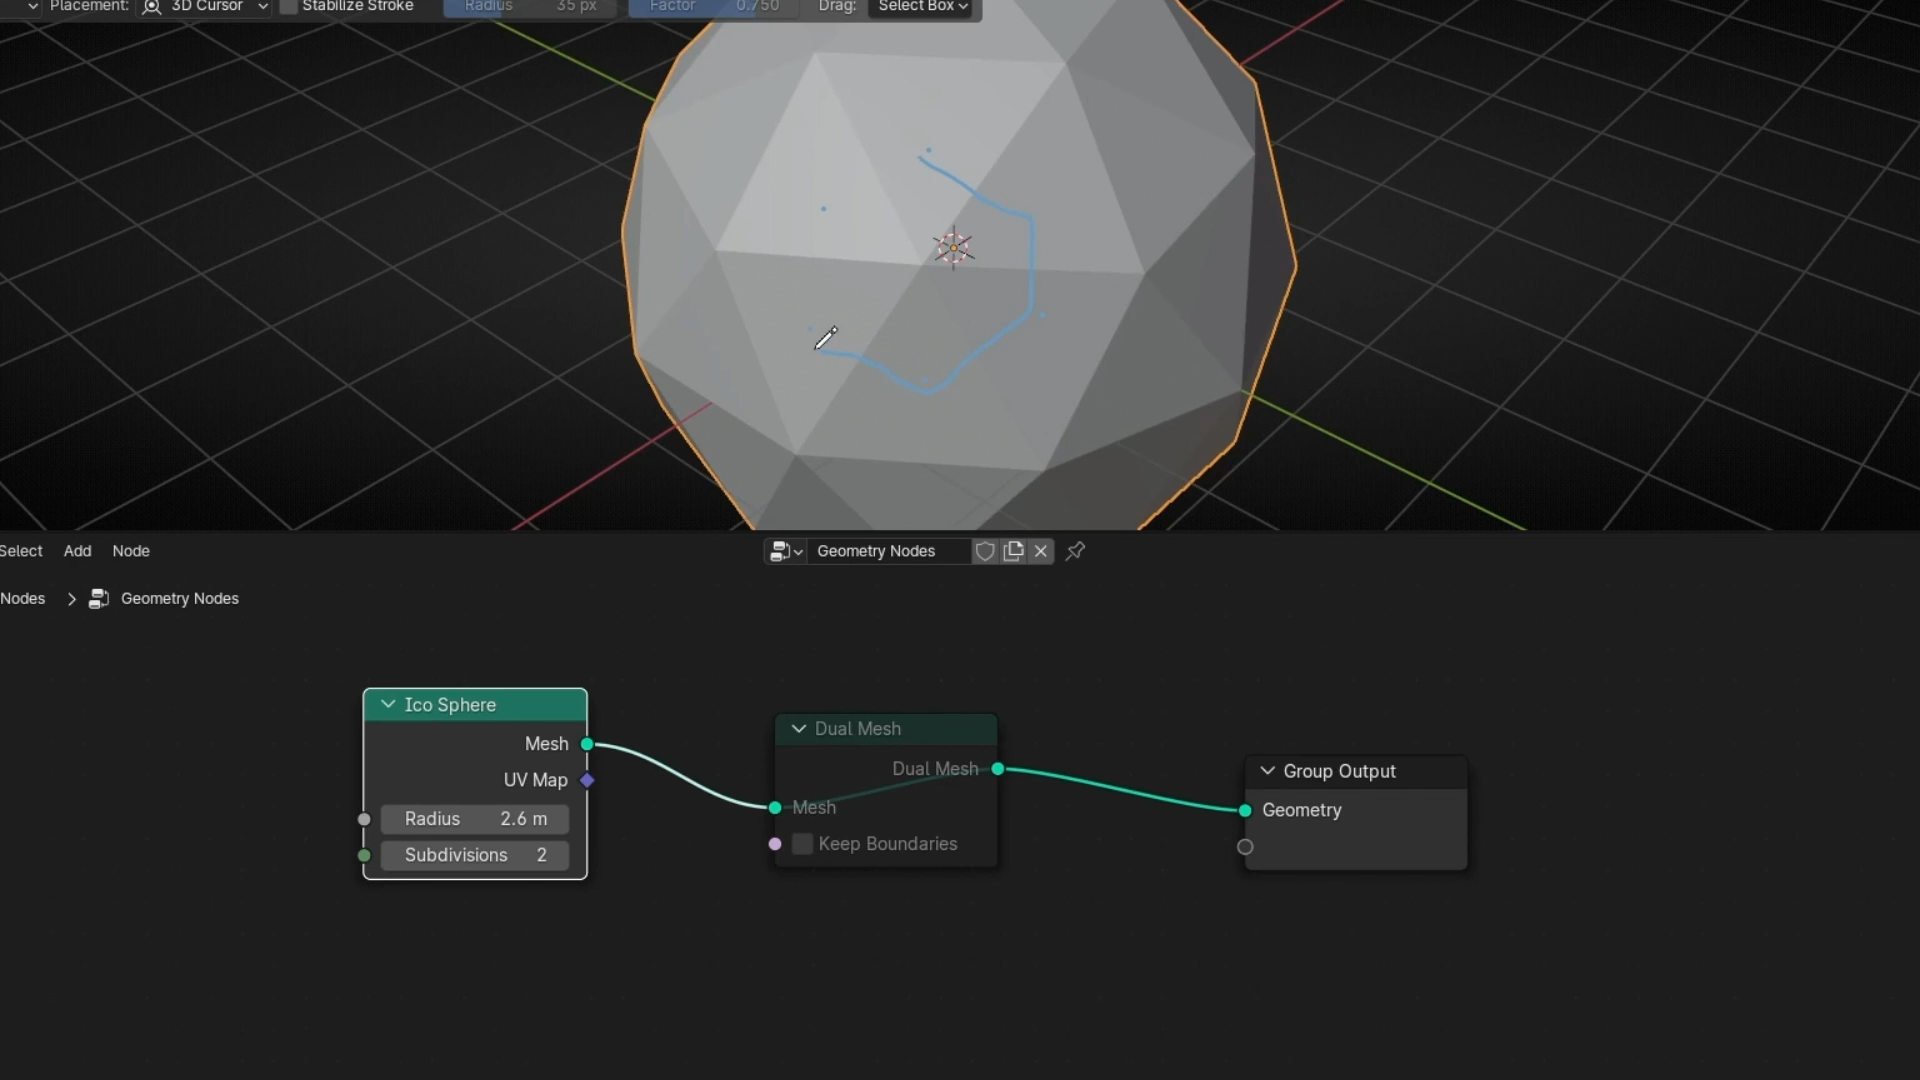 Placement: 3D Cursor Stabilize Stroke Radius 35 px Factor 0.750 Drag: Select Box
Select Add Node Geometry Nodes
Nodes > Geometry Nodes
Ico Sphere
Mesh
UV Map
Radius 2.6 m
Subdivisions 2
Dual Mesh
Dual Mesh
Mesh
Keep Boundaries
Group Output
Geometry